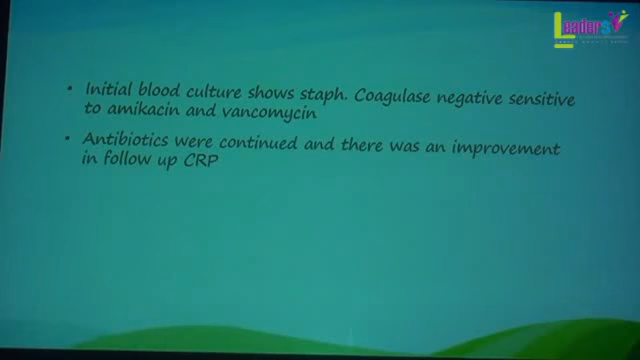 Leaders
• Initial blood culture shows staph. Coagulase negative sensitive
to amikacin and vancomycin
• Antibiotics were continued and there was an improvement
in follow up CRP